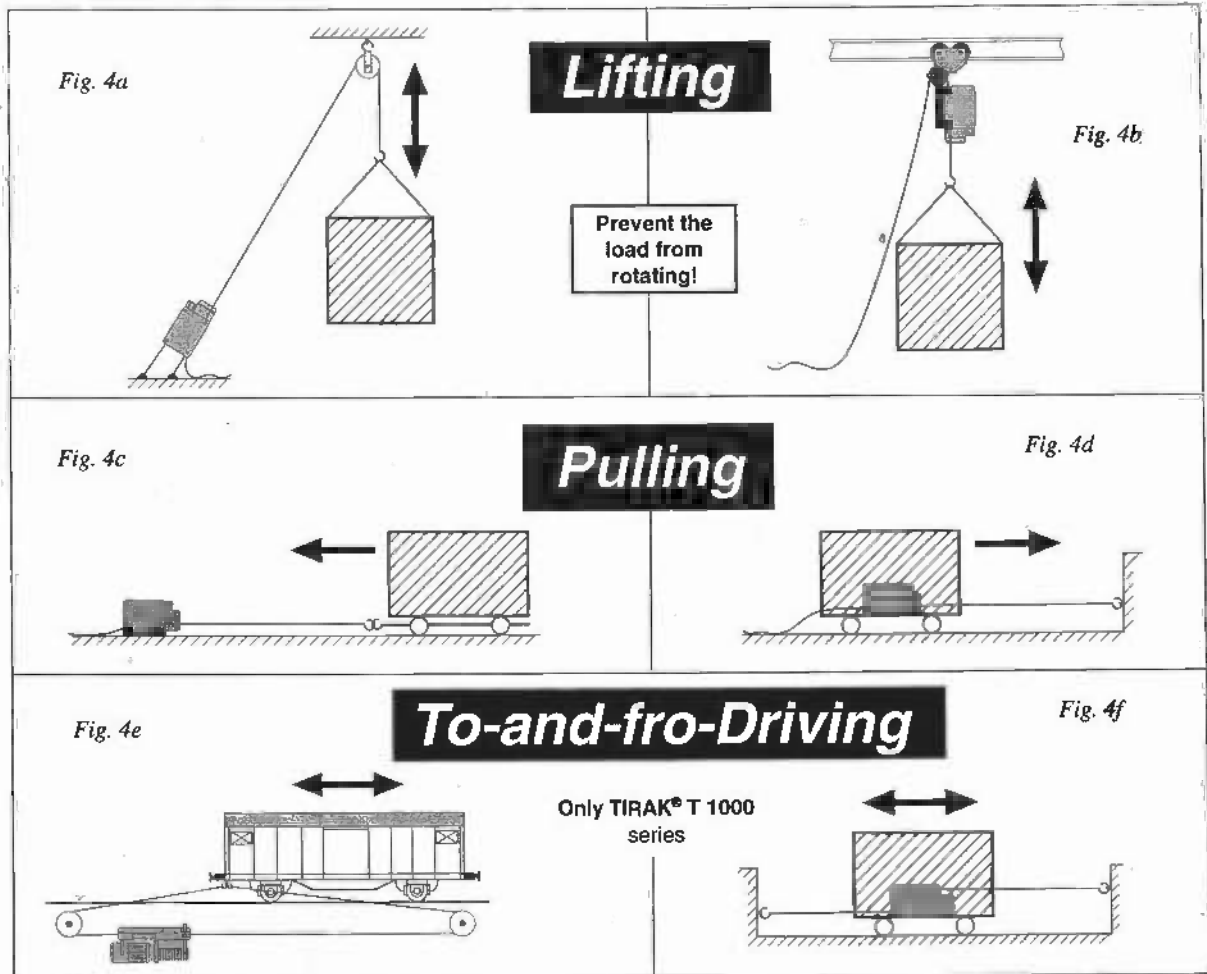 Fig. 4a
Lifting
Fig. 4b
Prevent the
load from
rotating!
Fig. 4c
Pulling
Fig. 4d
To-and-fro-Driving
Fig. 4e
Fig. 4f
Only TIRAK® T 1000
series